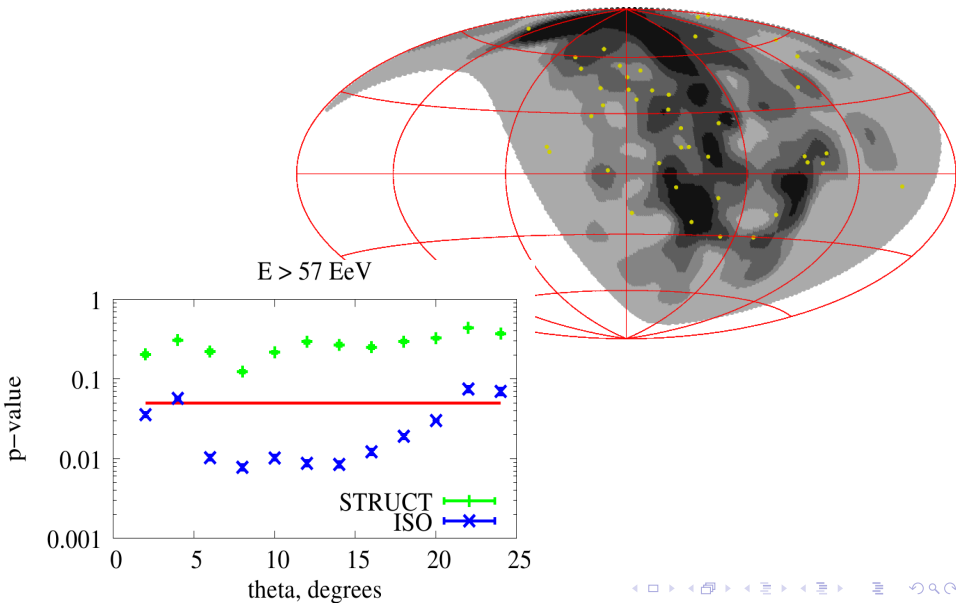 E > 57 EeV
1
0.1
0.01
0.001
p-value
STRUCT
ISO
0 5 10 15 20 25
theta, degrees